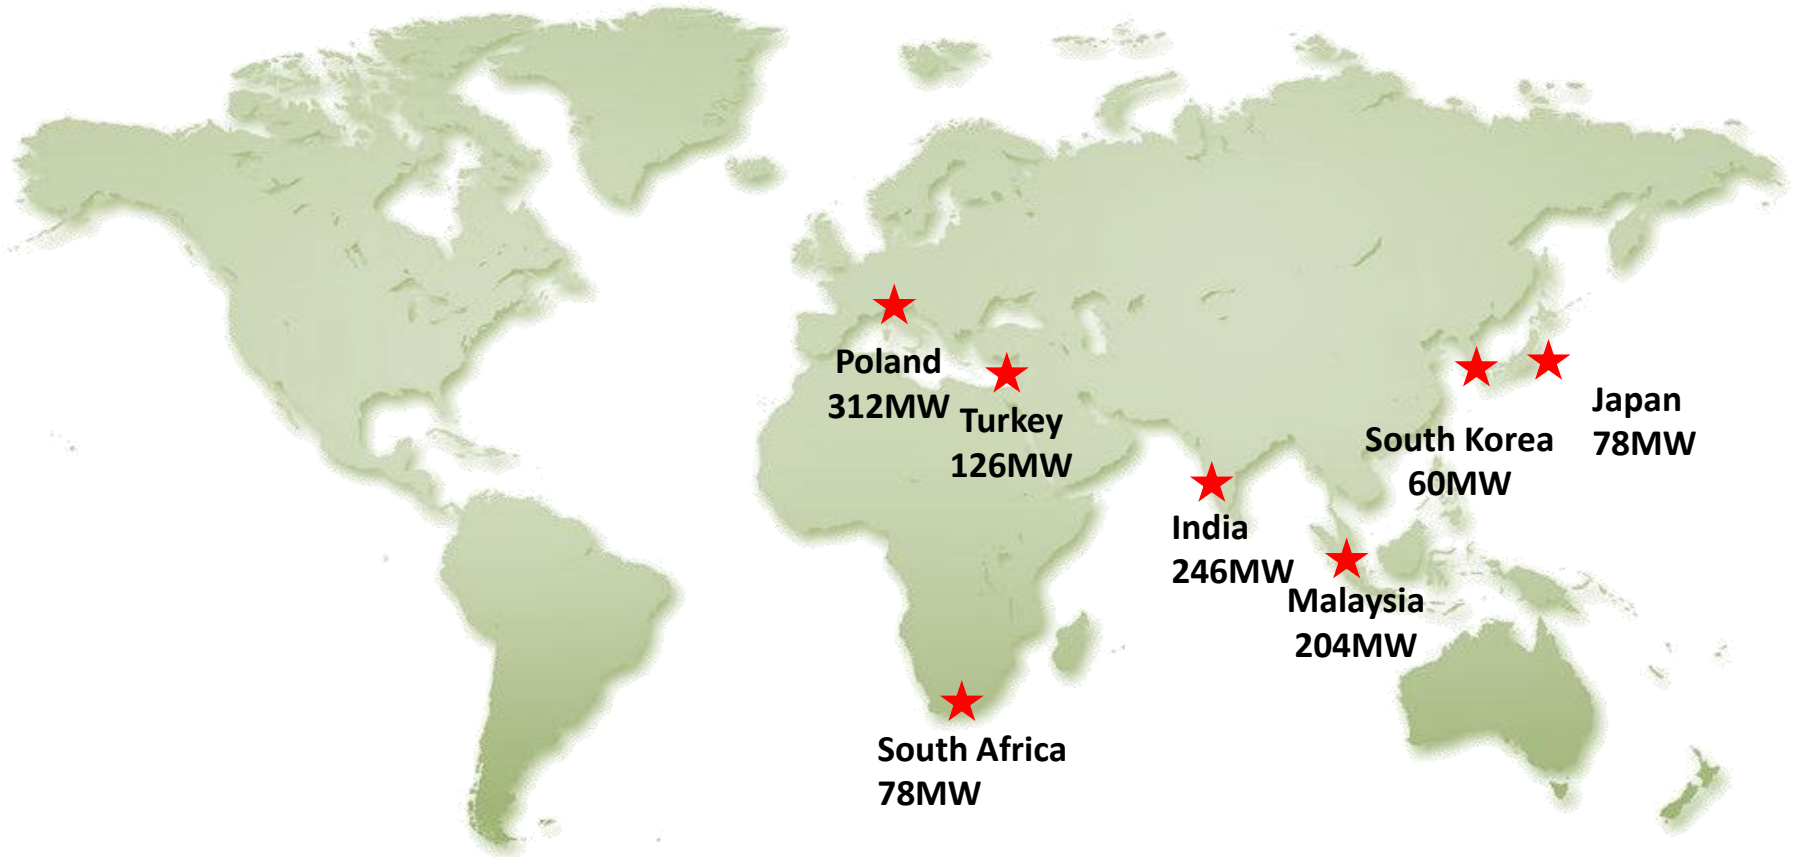 Poland
312MW
Turkey
126MW
Japan
78MW
South Korea
60MW
India
246MW
Malaysia
204MW
South Africa
78MW